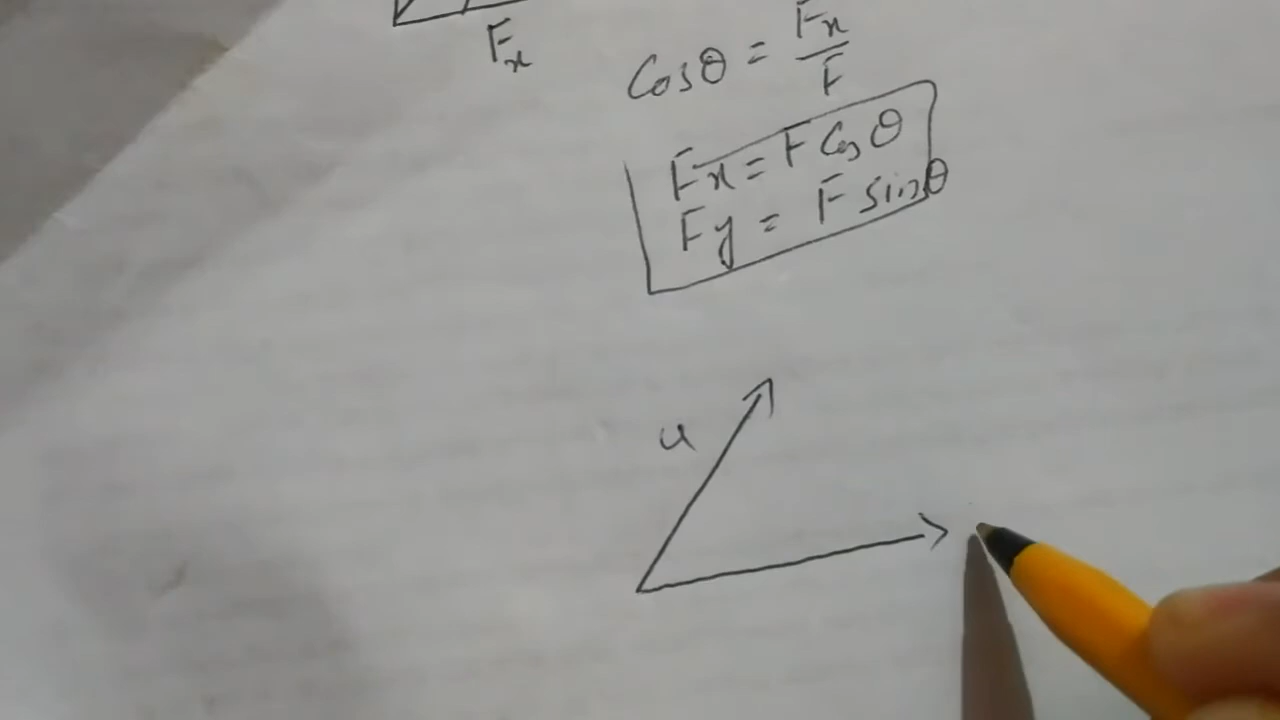 Fx
Cosθ = Fx/F
Fx = F Cosθ
Fy = F sinθ
u